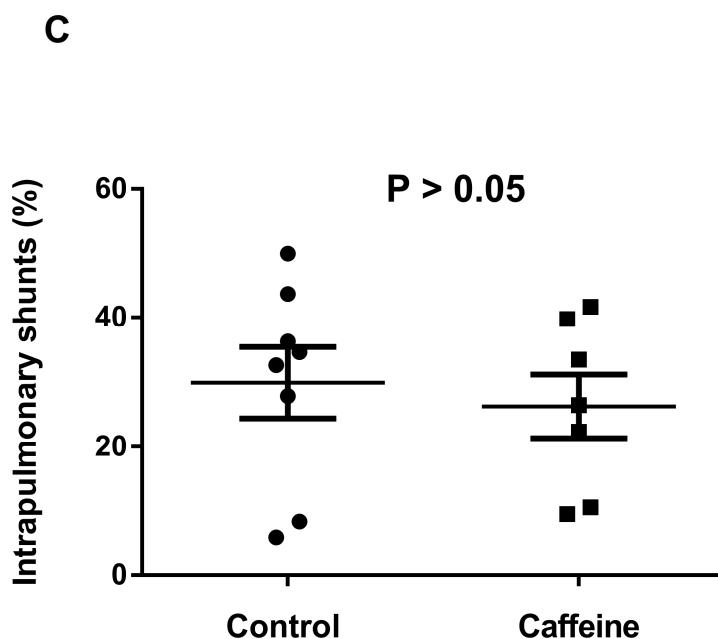 C
Intrapulmonary shunts (%)
60
40
20
0
P > 0.05
Control
Caffeine